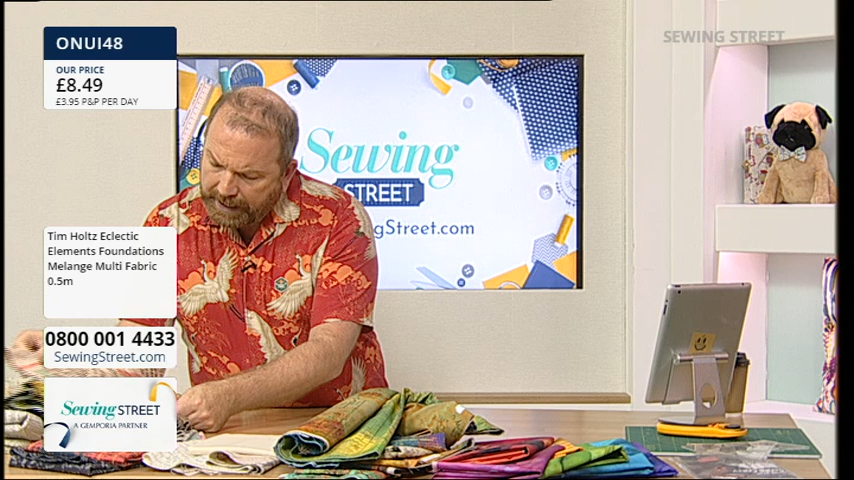 ONUI48
OUR PRICE
£8.49
£3.95 P&P PER DAY
Tim Holtz Eclectic
Elements Foundations
Melange Multi Fabric
0.5m
0800 001 4433
SewingStreet.com
Sewing STREET
A GEMPORIA PARTNER
Sewing
STREET
gStreet.com
SEWING STREET